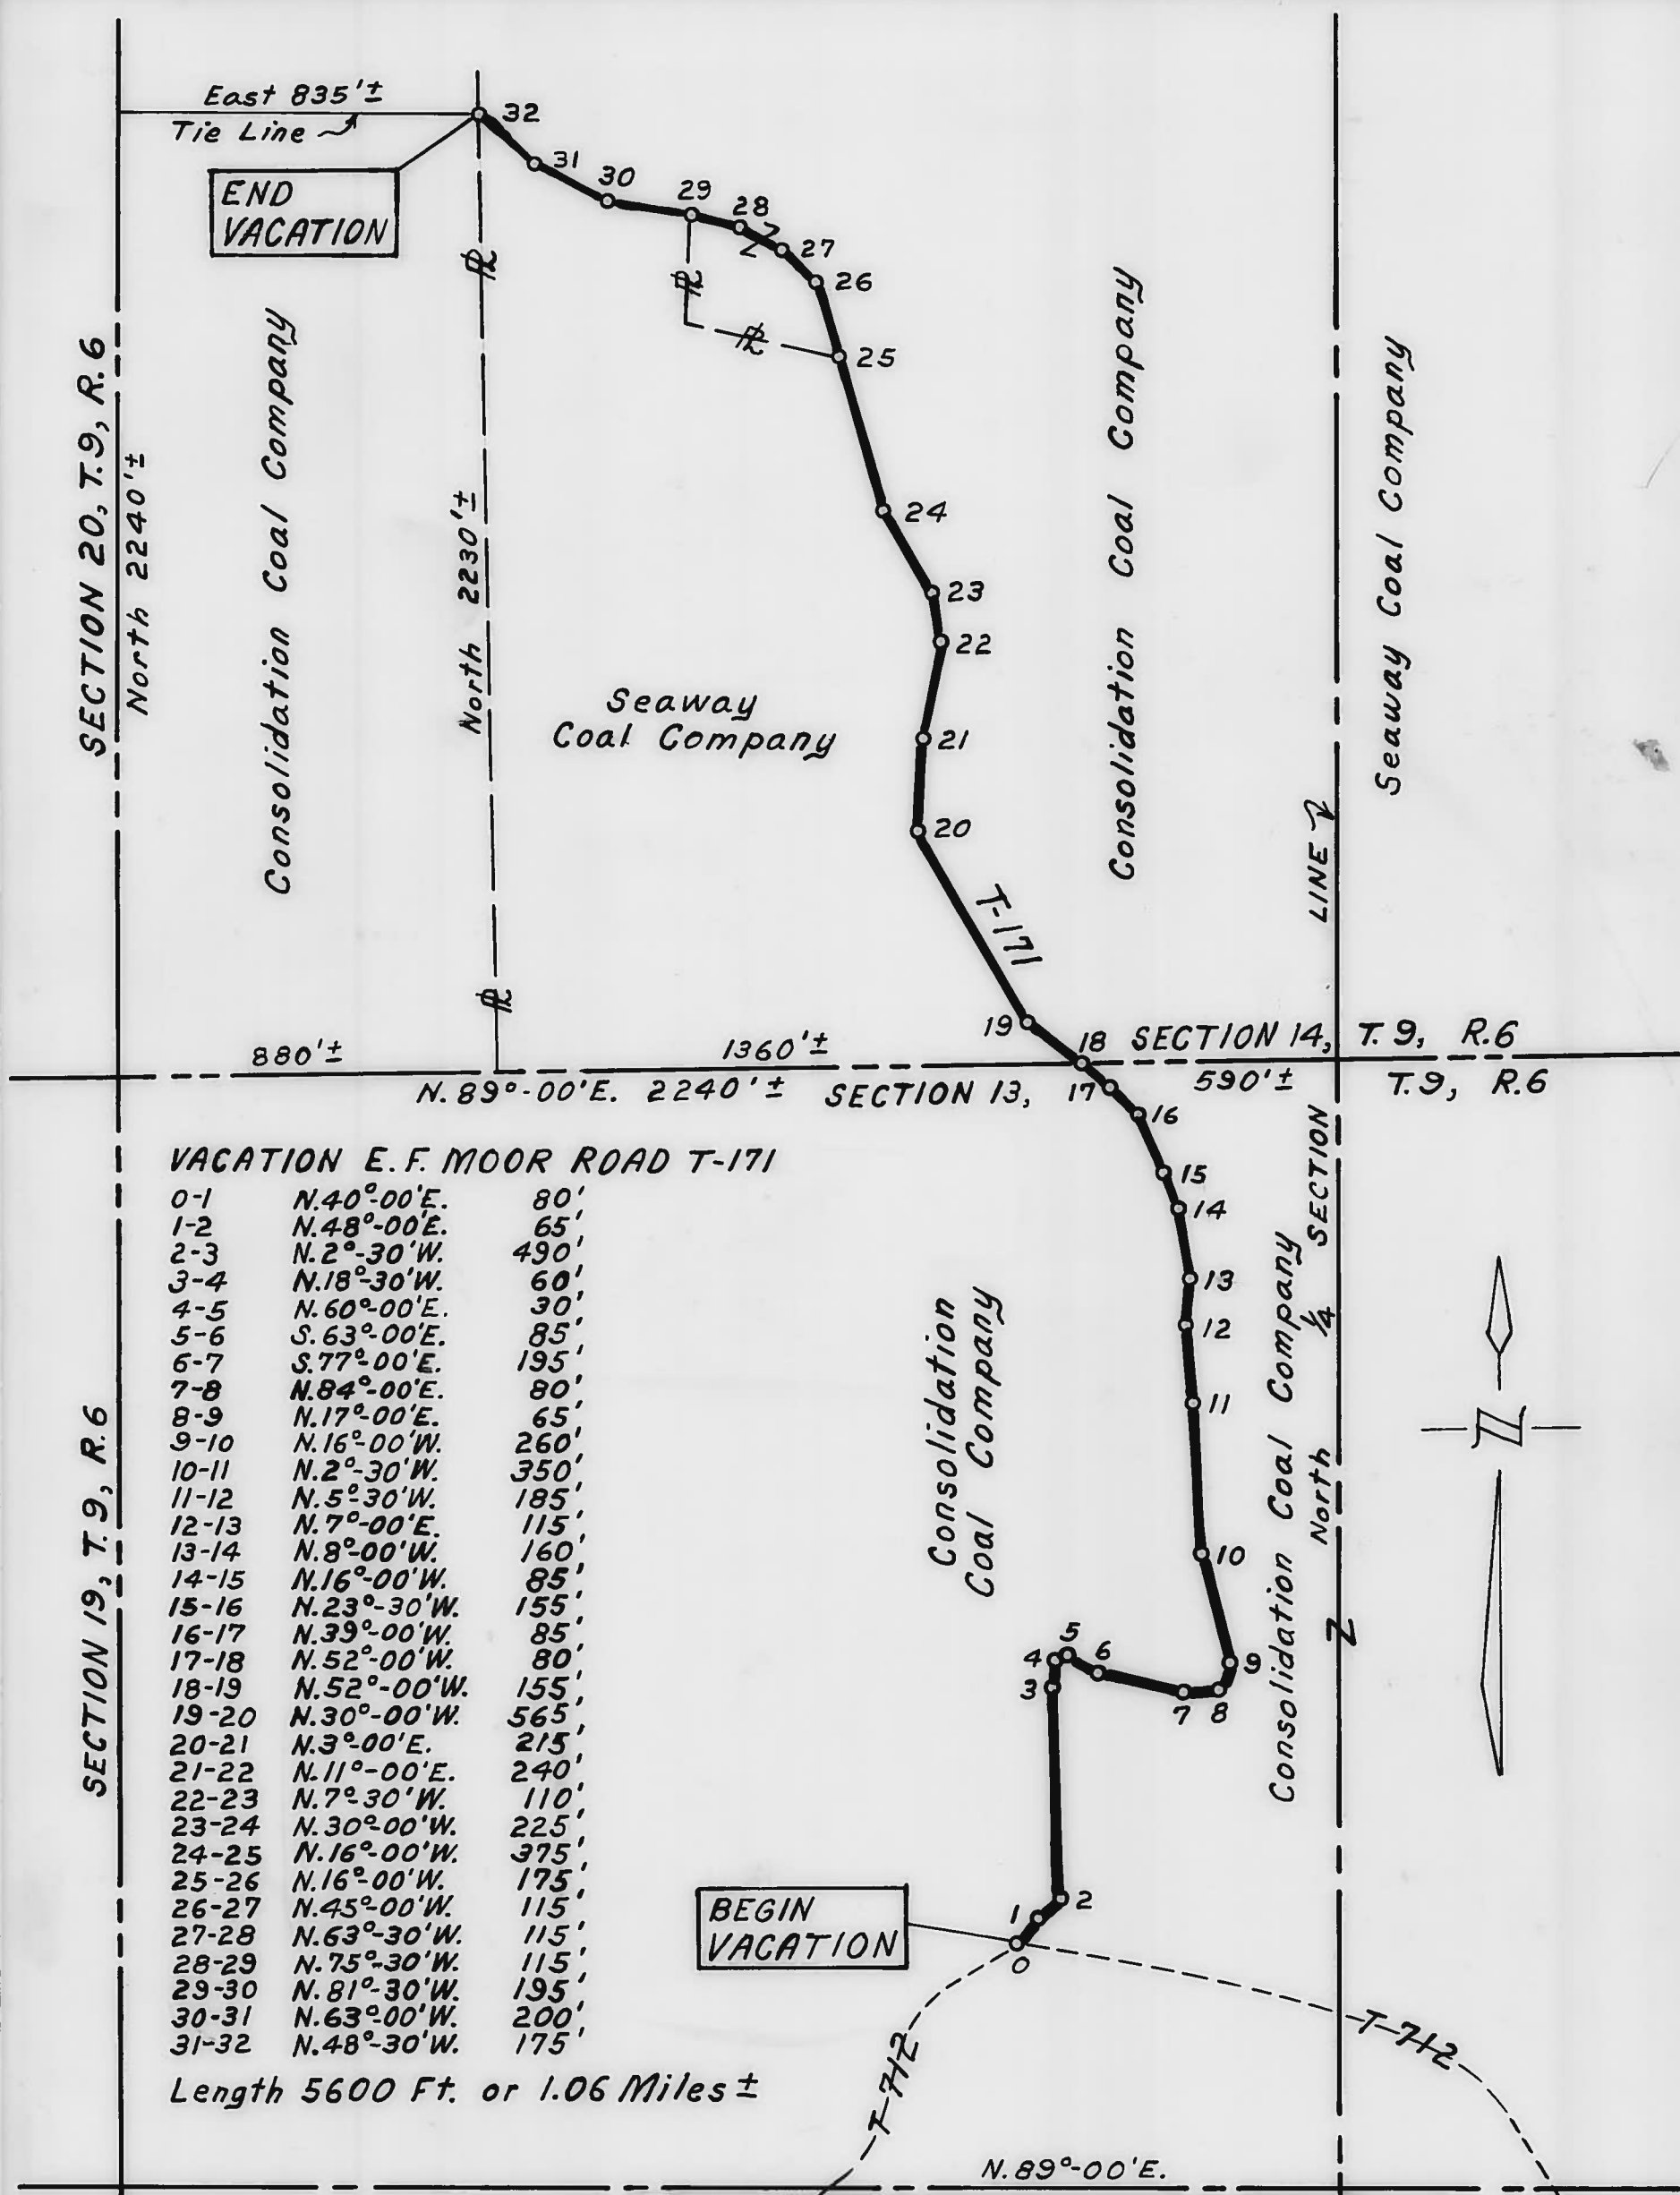 East 835'±
Tie Line
END
VACATION
32
31
30
29
28
Z
27
26
25
24
23
22
21
20
19
18
17
16
15
14
13
12
11
10
9
8
7
6
5
4
3
2
1
0
PL
PL
PL
PL
SECTION 20, T.9, R.6
North 2240'±
Consolidation Coal Company
North 2230'±
Seaway
Coal Company
Consolidation Coal Company
Seaway Coal Company
LINE
T-171
880'±
1360'±
SECTION 14, T.9, R.6
N.89°-00'E. 2240'± SECTION 13,
590'±
T.9, R.6
VACATION E.F. MOOR ROAD T-171
0-1 N.40°-00'E. 80'
1-2 N.48°-00'E. 65'
2-3 N.2°-30'W. 490'
3-4 N.18°-30'W. 60'
4-5 N.60°-00'E. 30'
5-6 S.63°-00'E. 85'
6-7 S.77°-00'E. 195'
7-8 N.84°-00'E. 80'
8-9 N.17°-00'E. 65'
9-10 N.16°-00'W. 260'
10-11 N.2°-30'W. 350'
11-12 N.5°-30'W. 185'
12-13 N.7°-00'E. 115'
13-14 N.8°-00'W. 160'
14-15 N.16°-00'W. 85'
15-16 N.23°-30'W. 155'
16-17 N.39°-00'W. 85'
17-18 N.52°-00'W. 80'
18-19 N.52°-00'W. 155'
19-20 N.30°-00'W. 565'
20-21 N.3°-00'E. 215'
21-22 N.11°-00'E. 240'
22-23 N.7°-30'W. 110'
23-24 N.30°-00'W. 225'
24-25 N.16°-00'W. 375'
25-26 N.16°-00'W. 175'
26-27 N.45°-00'W. 115'
27-28 N.63°-30'W. 115'
28-29 N.75°-30'W. 115'
29-30 N.81°-30'W. 195'
30-31 N.63°-00'W. 200'
31-32 N.48°-30'W. 175'
Length 5600 Ft. or 1.06 Miles ±
SECTION 19, T.9, R.6
Consolidation
Coal Company
Consolidation Coal Company
North ¼ SECTION
Z
N
BEGIN
VACATION
T-712
T-712
N.89°-00'E.